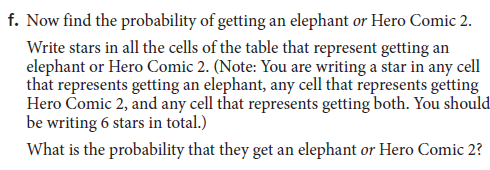 f. Now find the probability of getting an elephant or Hero Comic 2.
Write stars in all the cells of the table that represent getting an
elephant or Hero Comic 2. (Note: You are writing a star in any cell
that represents getting an elephant, any cell that represents getting
Hero Comic 2, and any cell that represents getting both. You should
be writing 6 stars in total.)
What is the probability that they get an elephant or Hero Comic 2?